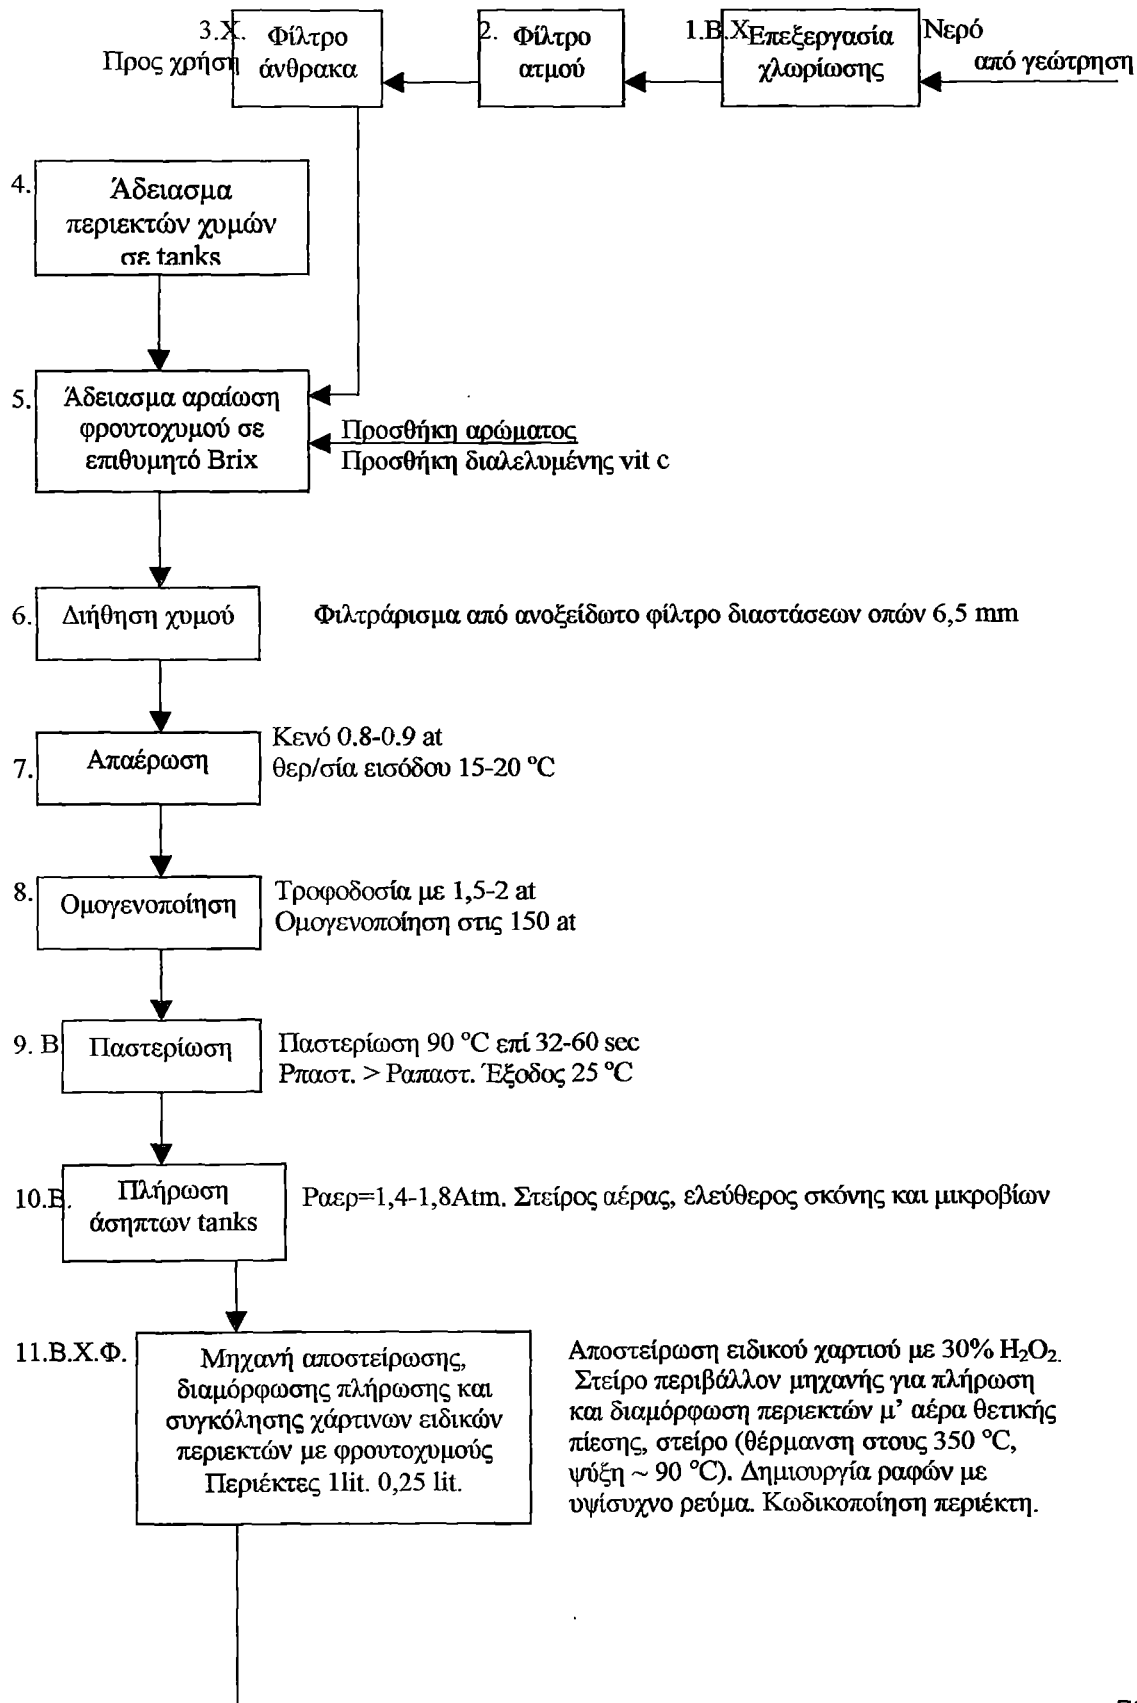 3.Χ. Φίλτρο
Προς χρήση άνθρακα
2. Φίλτρο
ατμού
1.Β.Χ Επεξεργασία
χλωρίωσης
Νερό
από γεώτρηση
4. Άδειασμα
περιεκτών χυμών
σε tanks
5. Άδειασμα αραίωση
φρουτοχυμού σε
επιθυμητό Brix
Προσθήκη αρώματος
Προσθήκη διαλελυμένης vit c
6. Διήθηση χυμού
Φιλτράρισμα από ανοξείδωτο φίλτρο διαστάσεων οπών 6,5 mm
7. Απαέρωση
Κενό 0.8-0.9 at
θερ/σία εισόδου 15-20 °C
8. Ομογενοποίηση
Τροφοδοσία με 1,5-2 at
Ομογενοποίηση στις 150 at
9. Β Παστερίωση
Παστερίωση 90 °C επί 32-60 sec
Ρπαστ. > Ραπαστ. Έξοδος 25 °C
10.Β. Πλήρωση
άσηπτων tanks
Ραερ=1,4-1,8Atm. Στείρος αέρας, ελεύθερος σκόνης και μικροβίων
11.Β.Χ.Φ. Μηχανή αποστείρωσης,
διαμόρφωσης πλήρωσης και
συγκόλησης χάρτινων ειδικών
περιεκτών με φρουτοχυμούς
Περιέκτες 1lit. 0,25 lit.
Αποστείρωση ειδικού χαρτιού με 30% H₂O₂.
Στείρο περιβάλλον μηχανής για πλήρωση
και διαμόρφωση περιεκτών μ' αέρα θετικής
πίεσης, στείρο (θέρμανση στους 350 °C,
ψύξη ~ 90 °C). Δημιουργία ραφών με
υψίσυχνο ρεύμα. Κωδικοποίηση περιέκτη.